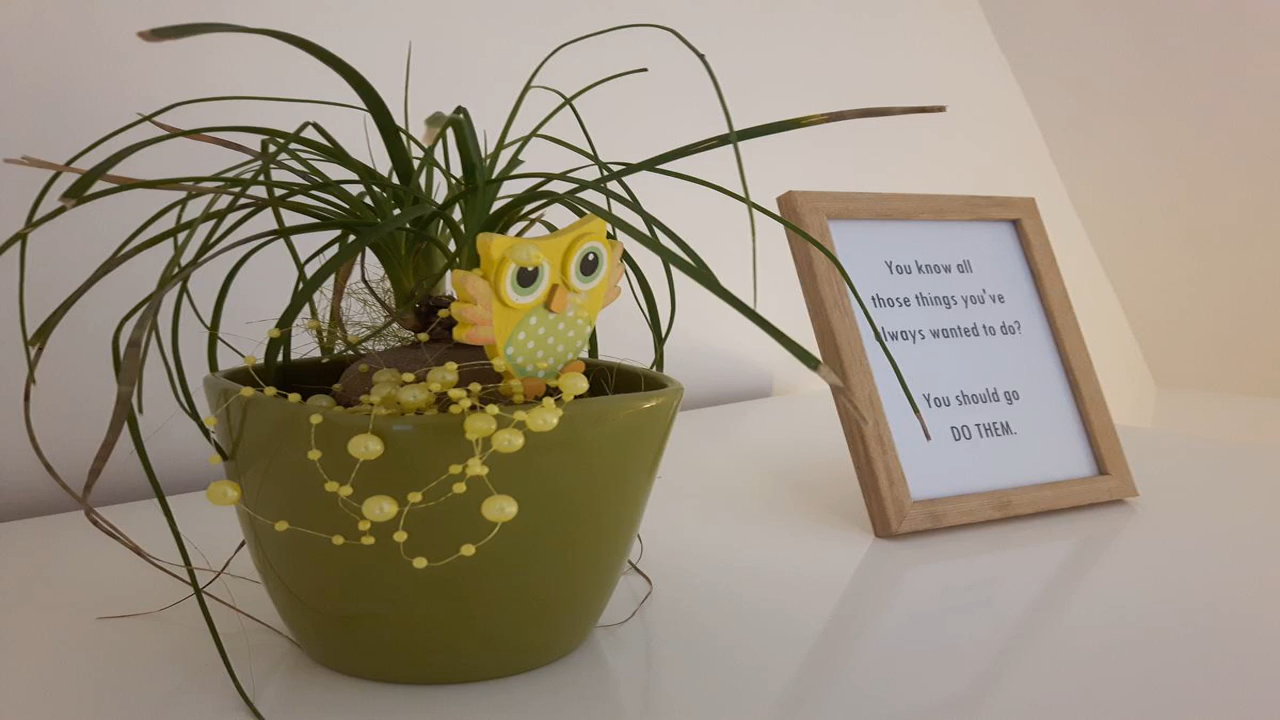 You know all
those things you've
always wanted to do?
You should go
DO THEM.